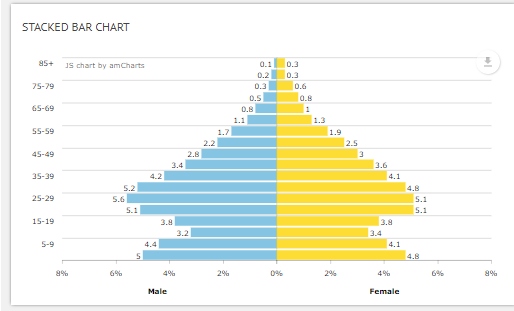 STACKED BAR CHART
JS chart by amCharts
85+ 0.1 0.3
0.2 0.3
75-79 0.3 0.6
0.5 0.8
65-69 0.8 1
1.1 1.3
55-59 1.7 1.9
2.2 2.5
45-49 2.8 3
3.4 3.6
35-39 4.2 4.1
5.2 4.8
25-29 5.6 5.1
5.1 5.1
15-19 3.8 3.8
3.2 3.4
5-9 4.4 4.1
5 4.8
8% 6% 4% 2% 0% 2% 4% 6% 8%
Male Female